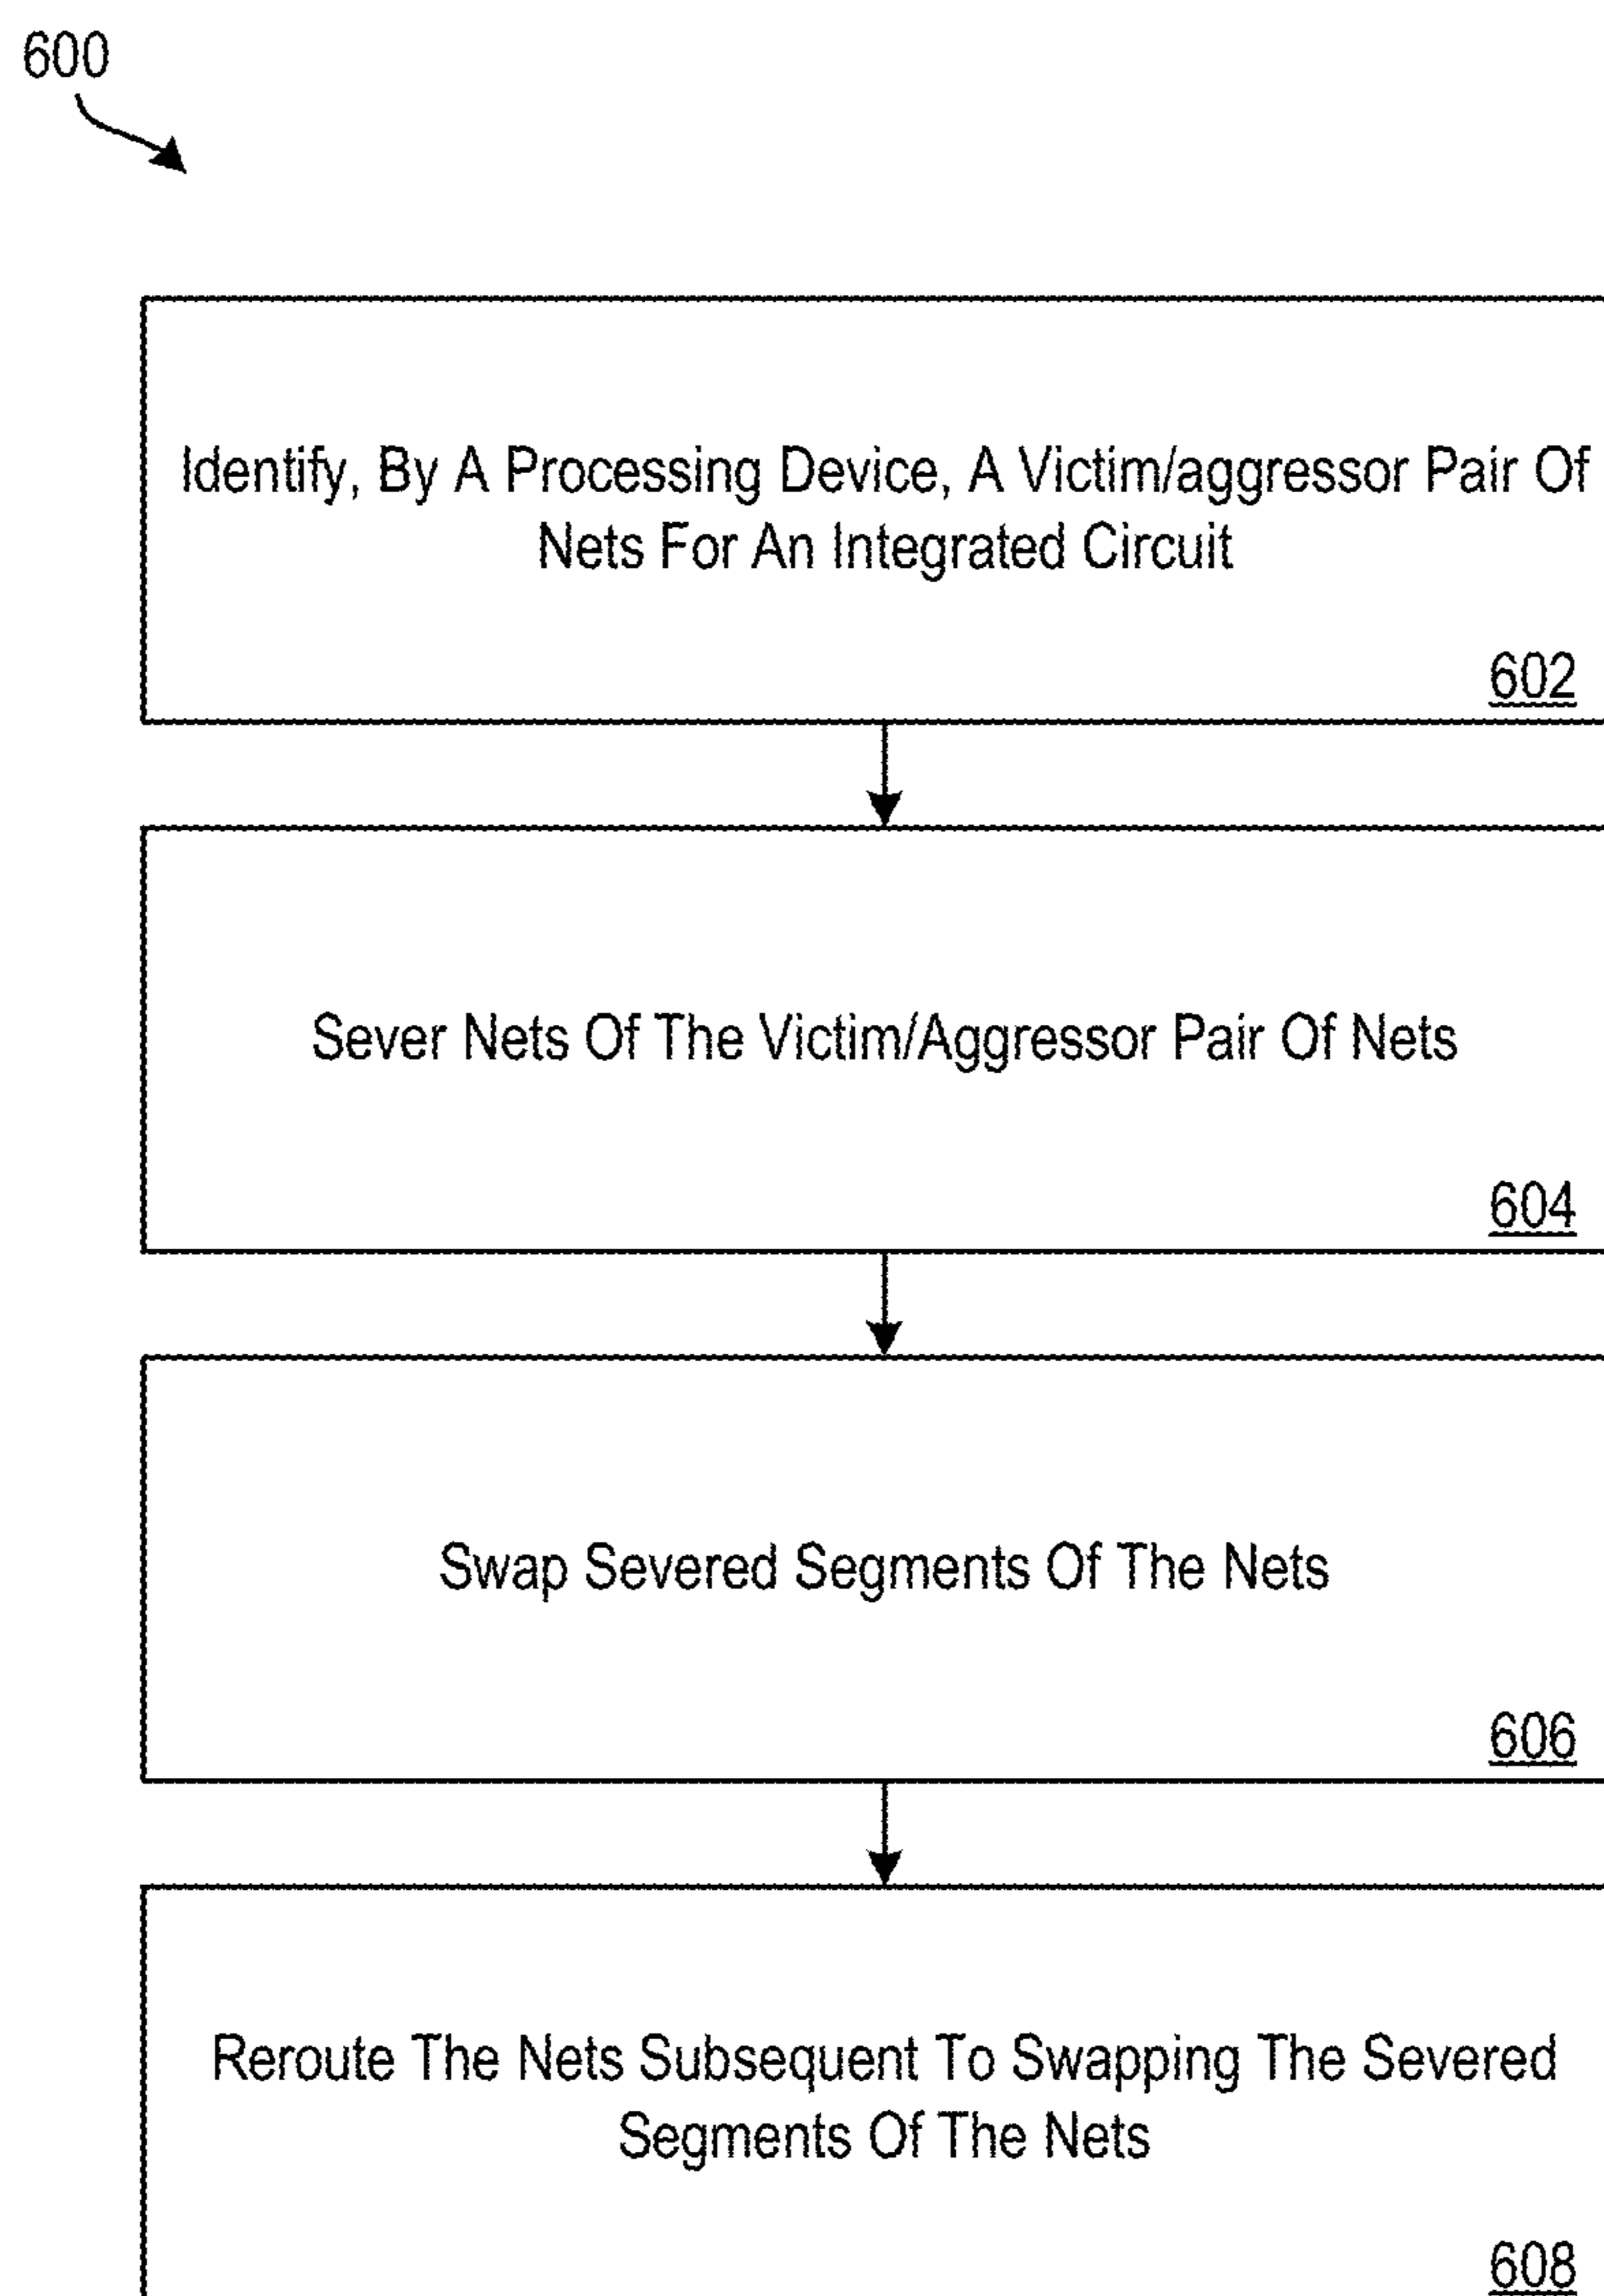 600
Identify, By A Processing Device, A Victim/aggressor Pair Of
Nets For An Integrated Circuit
602
Sever Nets Of The Victim/Aggressor Pair Of Nets
604
Swap Severed Segments Of The Nets
606
Reroute The Nets Subsequent To Swapping The Severed
Segments Of The Nets
608